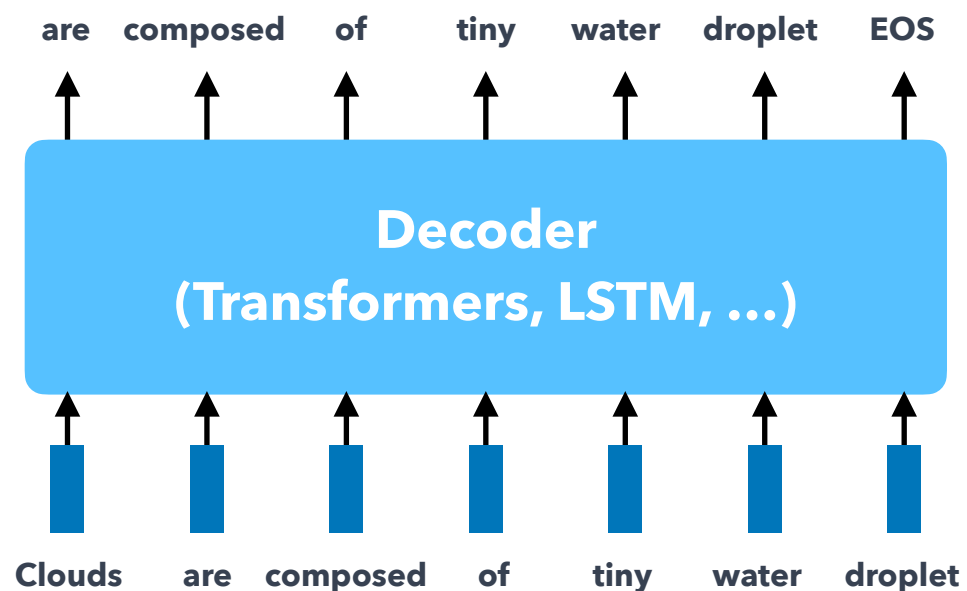 are composed of tiny water droplet EOS
Decoder
(Transformers, LSTM, ...)
Clouds are composed of tiny water droplet